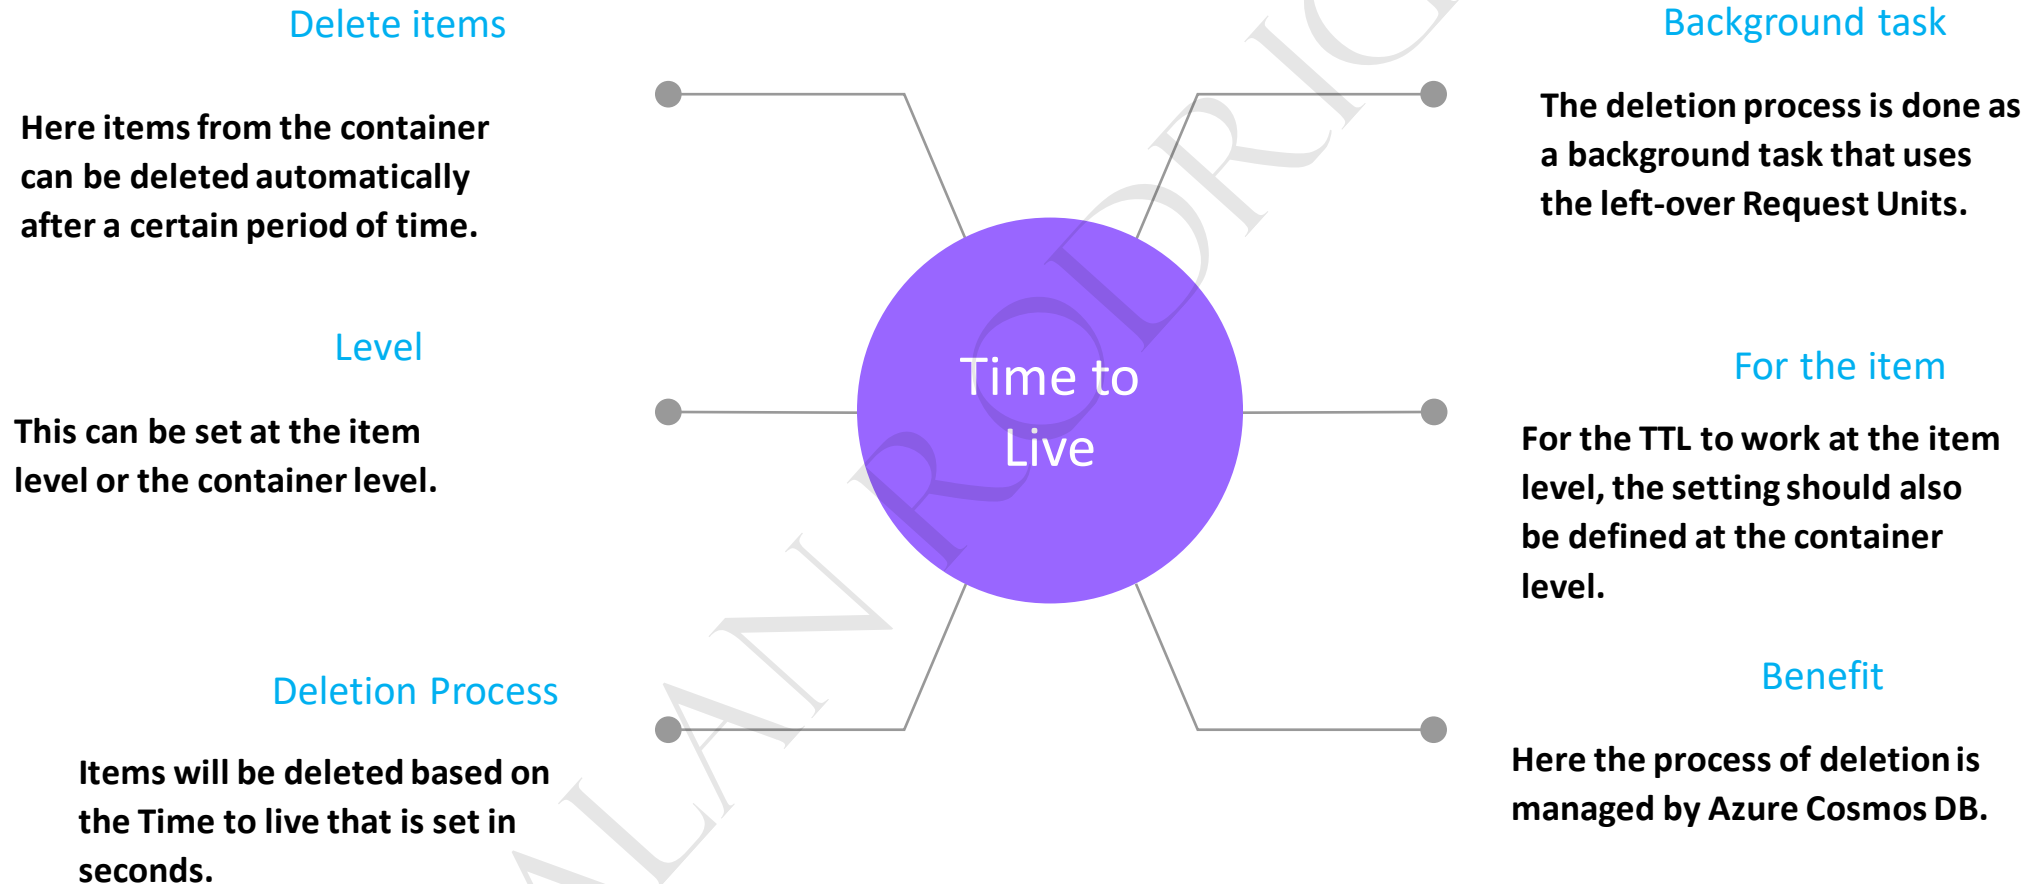 Delete items
Here items from the container
can be deleted automatically
after a certain period of time.
Level
This can be set at the item
level or the container level.
Deletion Process
Items will be deleted based on
the Time to live that is set in
seconds.
Time to
Live
Background task
The deletion process is done as
a background task that uses
the left-over Request Units.
For the item
For the TTL to work at the item
level, the setting should also
be defined at the container
level.
Benefit
Here the process of deletion is
managed by Azure Cosmos DB.
ALAN RODRIG